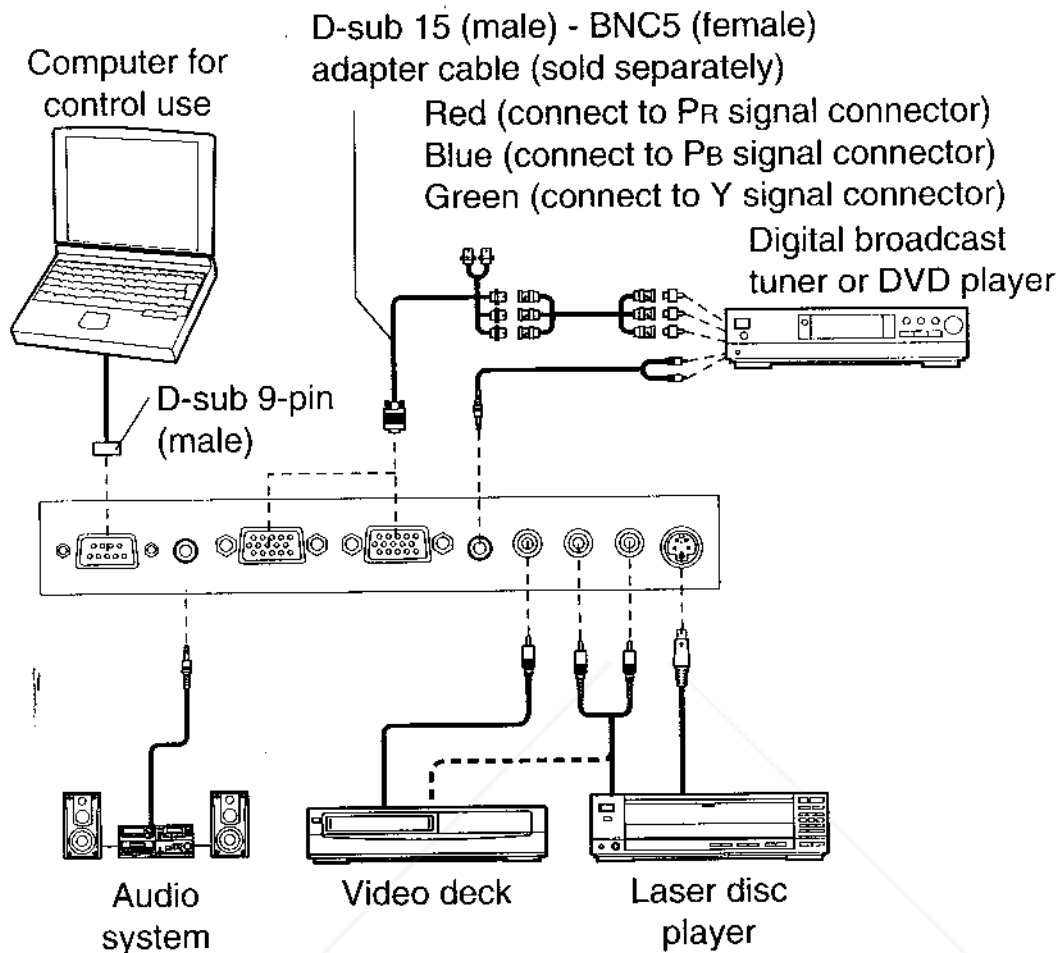 D-sub 15 (male) - BNC5 (female)
adapter cable (sold separately)
Computer for
control use
Red (connect to PR signal connector)
Blue (connect to PB signal connector)
Green (connect to Y signal connector)
Digital broadcast
tuner or DVD player
D-sub 9-pin
(male)
Audio
system
Video deck
Laser disc
player